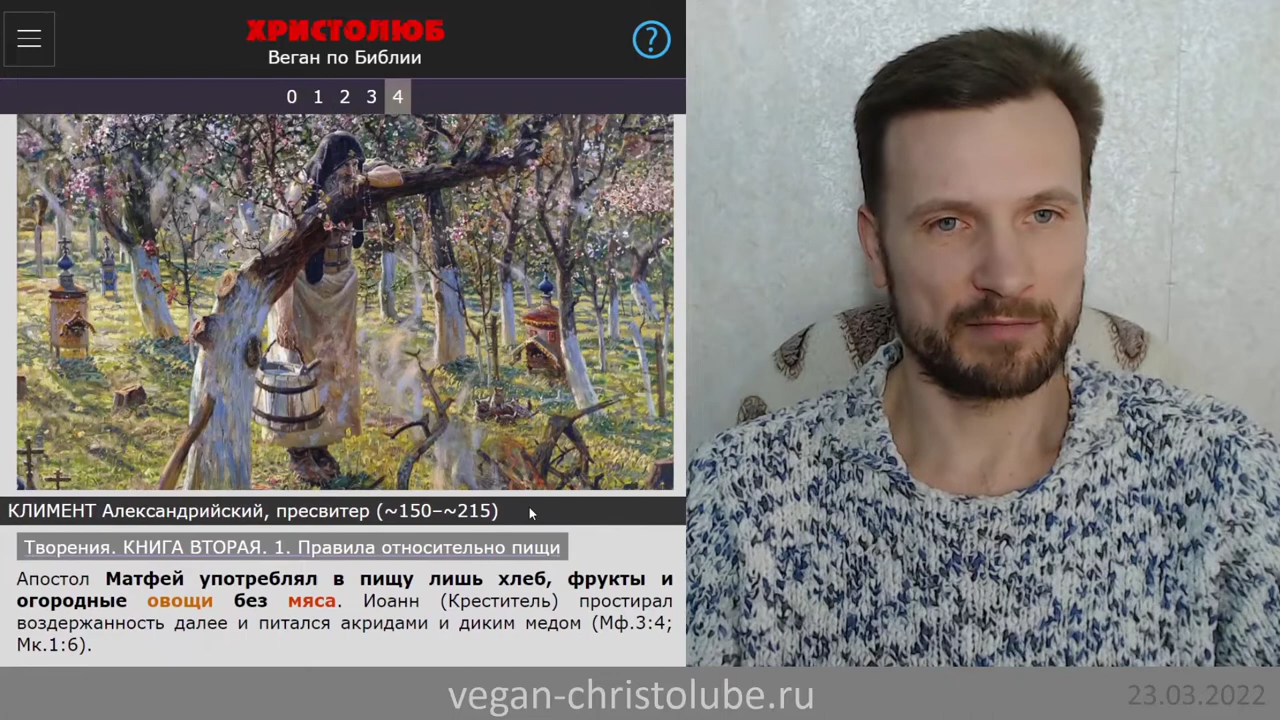 ХРИСТОЛЮБ
Веган по Библии
?
0 1 2 3 4
КЛИМЕНТ Александрийский, пресвитер (~150–~215)
Творения. КНИГА ВТОРАЯ. 1. Правила относительно пищи
Апостол Матфей употреблял в пищу лишь хлеб, фрукты и
огородные овощи без мяса. Иоанн (Креститель) простирал
воздержанность далее и питался акридами и диким медом (Мф.3:4;
Мк.1:6).
vegan-christolube.ru
23.03.2022